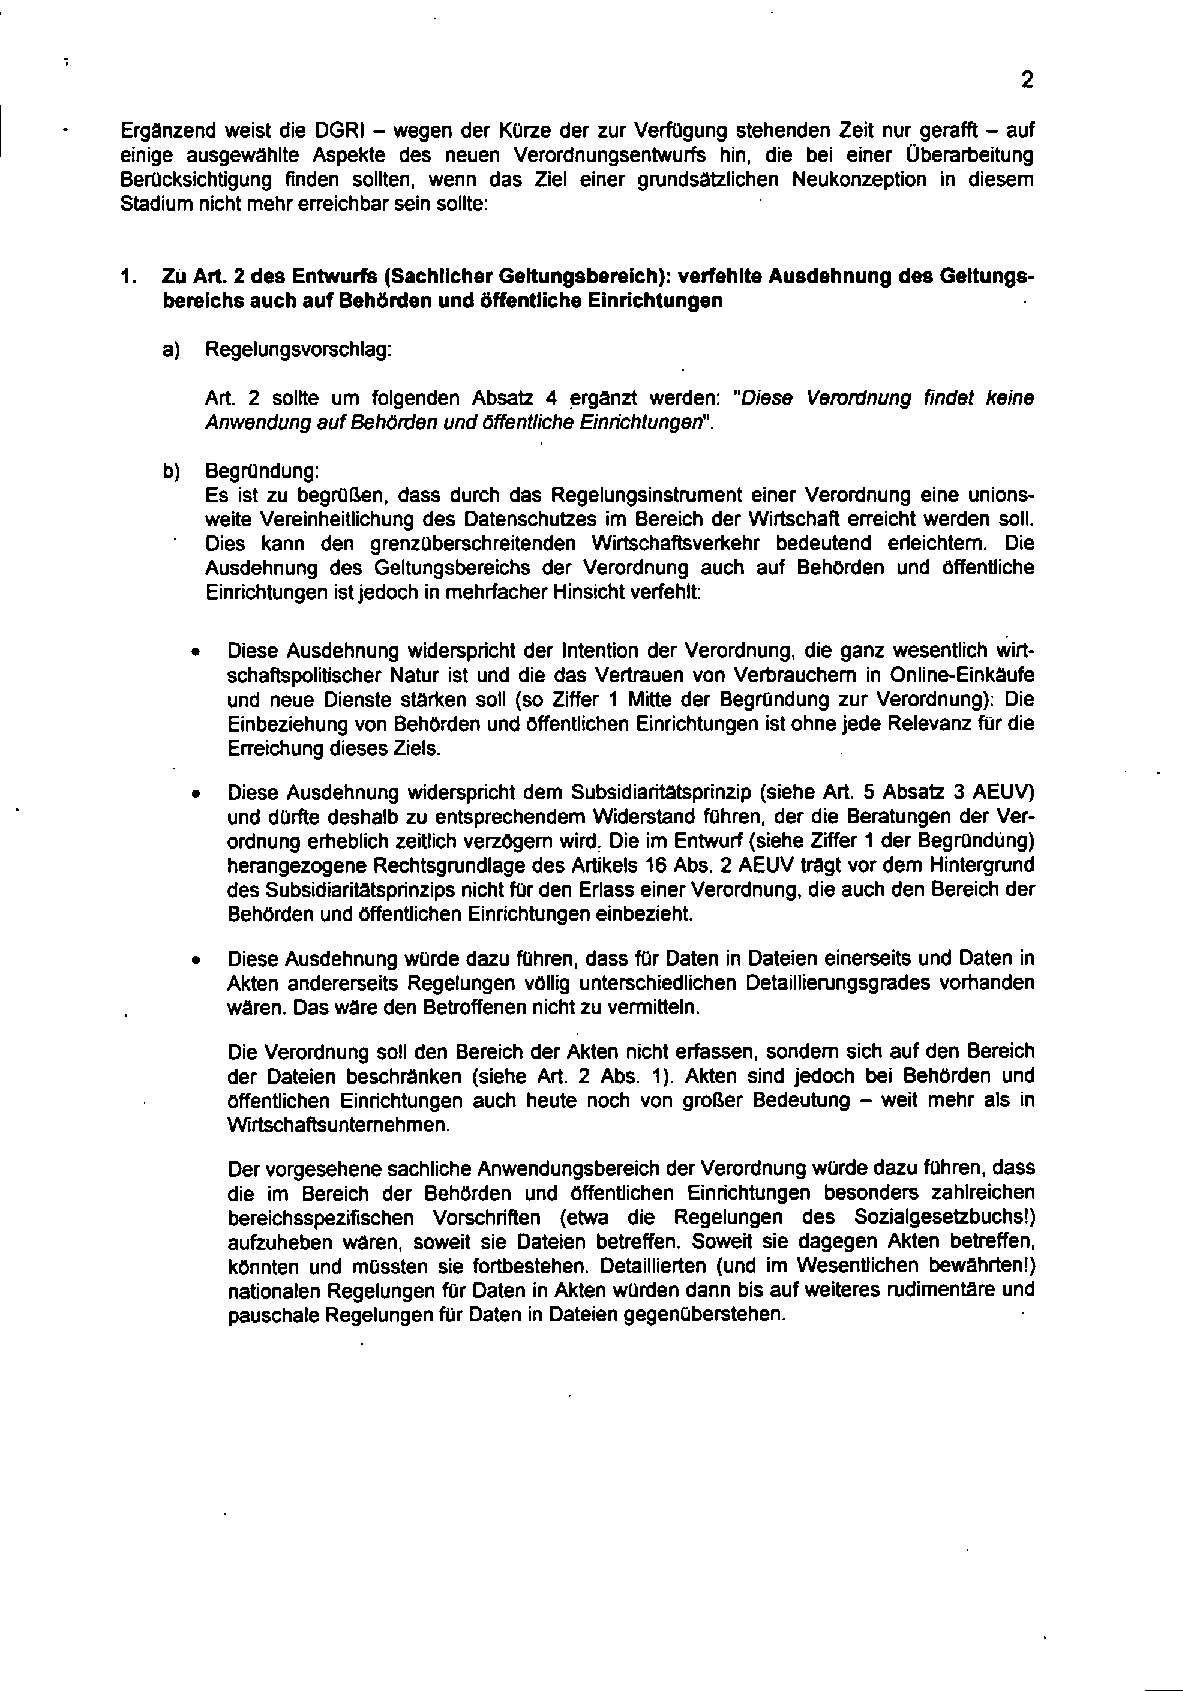 2
Ergänzend weist die DGRI – wegen der Kürze der zur Verfügung stehenden Zeit nur gerafft – auf
einige ausgewählte Aspekte des neuen Verordnungsentwurfs hin, die bei einer Überarbeitung
Berücksichtigung finden sollten, wenn das Ziel einer grundsätzlichen Neukonzeption in diesem
Stadium nicht mehr erreichbar sein sollte:
1. Zu Art. 2 des Entwurfs (Sachlicher Geltungsbereich): verfehlte Ausdehnung des Geltungs-
bereichs auch auf Behörden und öffentliche Einrichtungen
a) Regelungsvorschlag:
Art. 2 sollte um folgenden Absatz 4 ergänzt werden: "Diese Verordnung findet keine
Anwendung auf Behörden und öffentliche Einrichtungen".
b) Begründung:
Es ist zu begrüßen, dass durch das Regelungsinstrument einer Verordnung eine unions-
weite Vereinheitlichung des Datenschutzes im Bereich der Wirtschaft erreicht werden soll.
Dies kann den grenzüberschreitenden Wirtschaftsverkehr bedeutend erleichtern. Die
Ausdehnung des Geltungsbereichs der Verordnung auch auf Behörden und öffentliche
Einrichtungen ist jedoch in mehrfacher Hinsicht verfehlt:
• Diese Ausdehnung widerspricht der Intention der Verordnung, die ganz wesentlich wirt-
schaftspolitischer Natur ist und die das Vertrauen von Verbrauchern in Online-Einkäufe
und neue Dienste stärken soll (so Ziffer 1 Mitte der Begründung zur Verordnung): Die
Einbeziehung von Behörden und öffentlichen Einrichtungen ist ohne jede Relevanz für die
Erreichung dieses Ziels.
• Diese Ausdehnung widerspricht dem Subsidiaritätsprinzip (siehe Art. 5 Absatz 3 AEUV)
und dürfte deshalb zu entsprechendem Widerstand führen, der die Beratungen der Ver-
ordnung erheblich zeitlich verzögern wird. Die im Entwurf (siehe Ziffer 1 der Begründung)
herangezogene Rechtsgrundlage des Artikels 16 Abs. 2 AEUV trägt vor dem Hintergrund
des Subsidiaritätsprinzips nicht für den Erlass einer Verordnung, die auch den Bereich der
Behörden und öffentlichen Einrichtungen einbezieht.
• Diese Ausdehnung würde dazu führen, dass für Daten in Dateien einerseits und Daten in
Akten andererseits Regelungen völlig unterschiedlichen Detaillierungsgrades vorhanden
wären. Das wäre den Betroffenen nicht zu vermitteln.
Die Verordnung soll den Bereich der Akten nicht erfassen, sondern sich auf den Bereich
der Dateien beschränken (siehe Art. 2 Abs. 1). Akten sind jedoch bei Behörden und
öffentlichen Einrichtungen auch heute noch von großer Bedeutung – weit mehr als in
Wirtschaftsunternehmen.
Der vorgesehene sachliche Anwendungsbereich der Verordnung würde dazu führen, dass
die im Bereich der Behörden und öffentlichen Einrichtungen besonders zahlreichen
bereichsspezifischen Vorschriften (etwa die Regelungen des Sozialgesetzbuchs!)
aufzuheben wären, soweit sie Dateien betreffen. Soweit sie dagegen Akten betreffen,
könnten und müssten sie fortbestehen. Detaillierten (und im Wesentlichen bewährten!)
nationalen Regelungen für Daten in Akten würden dann bis auf weiteres rudimentäre und
pauschale Regelungen für Daten in Dateien gegenüberstehen.